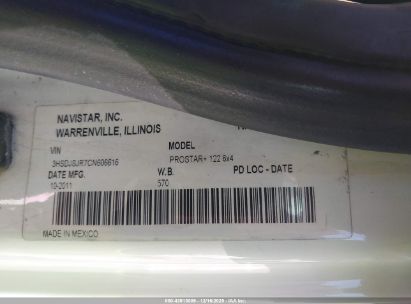 NAVISTAR, INC.
WARRENVILLE, ILLINOIS
VIN MODEL
3HSDJSJR7CN606616 PROSTAR+ 122 6x4
DATE MFG. W.B. PD LOC - DATE
10-2011 570
MADE IN MEXICO